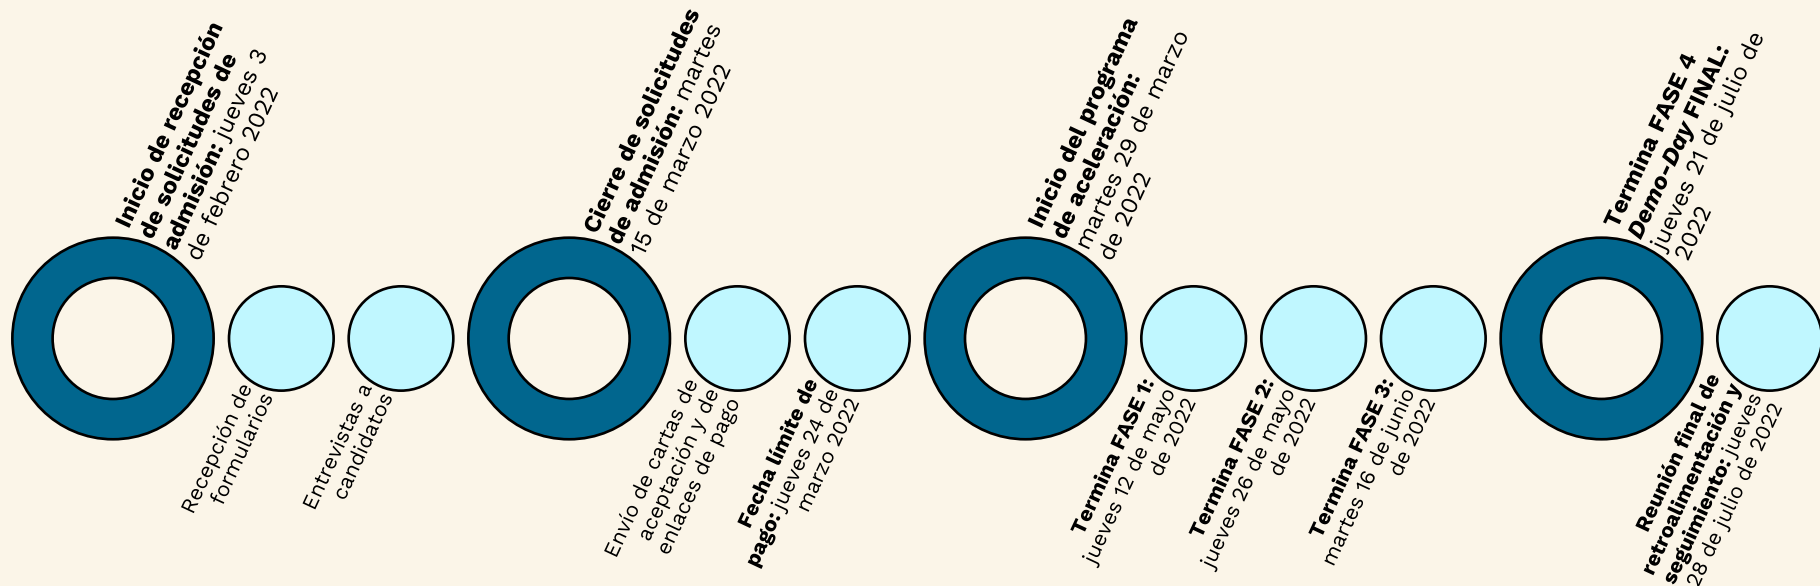 Inicio de recepción
de solicitudes de
admisión: jueves 3
de febrero 2022
Recepción de
formularios
Entrevistas a
candidatos
Cierre de solicitudes
de admisión: martes
15 de marzo 2022
Envío de cartas de
aceptación y de
enlaces de pago
Fecha límite de
pago: jueves 24 de
marzo 2022
Inicio del programa
de aceleración:
martes 29 de marzo
de 2022
Termina FASE 1:
jueves 12 de mayo
de 2022
Termina FASE 2:
jueves 26 de mayo
de 2022
Termina FASE 3:
martes 16 de junio
de 2022
Termina FASE 4
Demo-Day FINAL:
jueves 21 de julio de
2022
Reunión final de
retroalimentación y
seguimiento: jueves
28 de julio de 2022